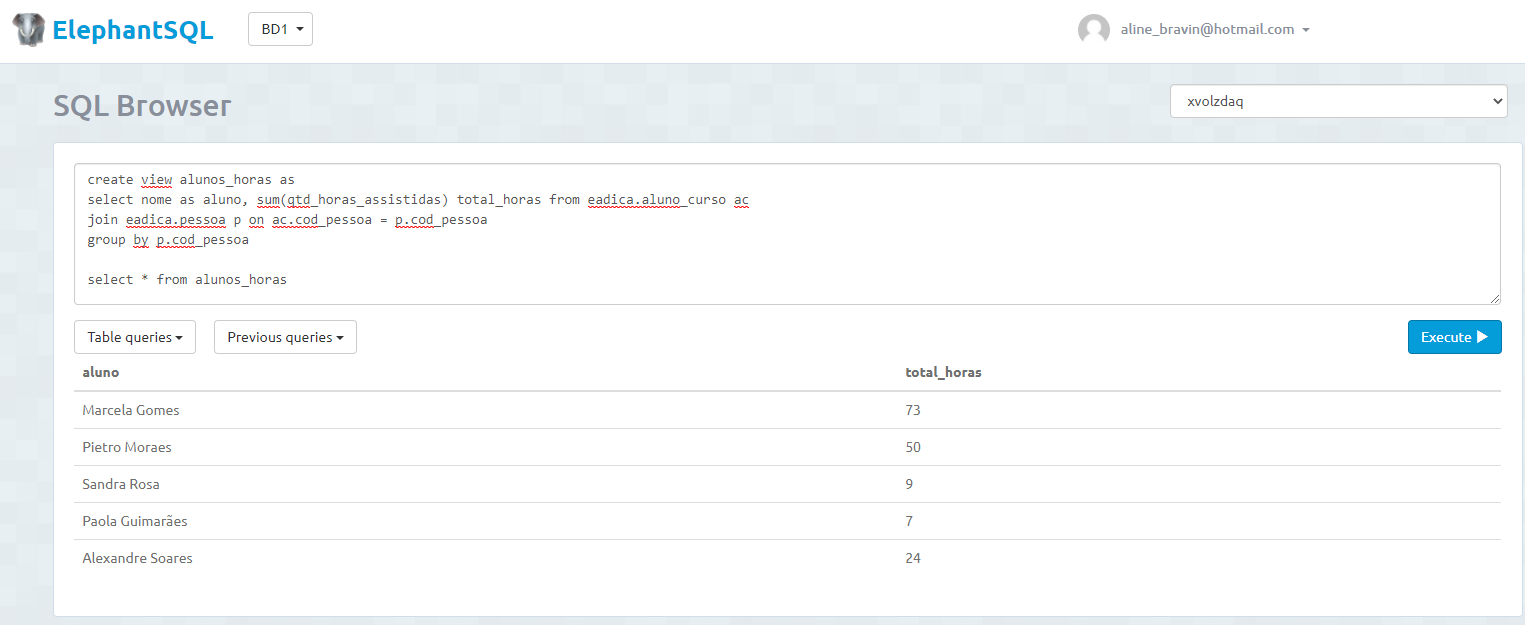 ElephantSQL
BD1
aline_bravin@hotmail.com
SQL Browser
xvolzdaq
create view alunos_horas as
select nome as aluno, sum(qtd_horas_assistidas) total_horas from eadica.aluno_curso ac
join eadica.pessoa p on ac.cod_pessoa = p.cod_pessoa
group by p.cod_pessoa
select * from alunos_horas
Table queries
Previous queries
Execute
aluno total_horas
Marcela Gomes 73
Pietro Moraes 50
Sandra Rosa 9
Paola Guimarães 7
Alexandre Soares 24